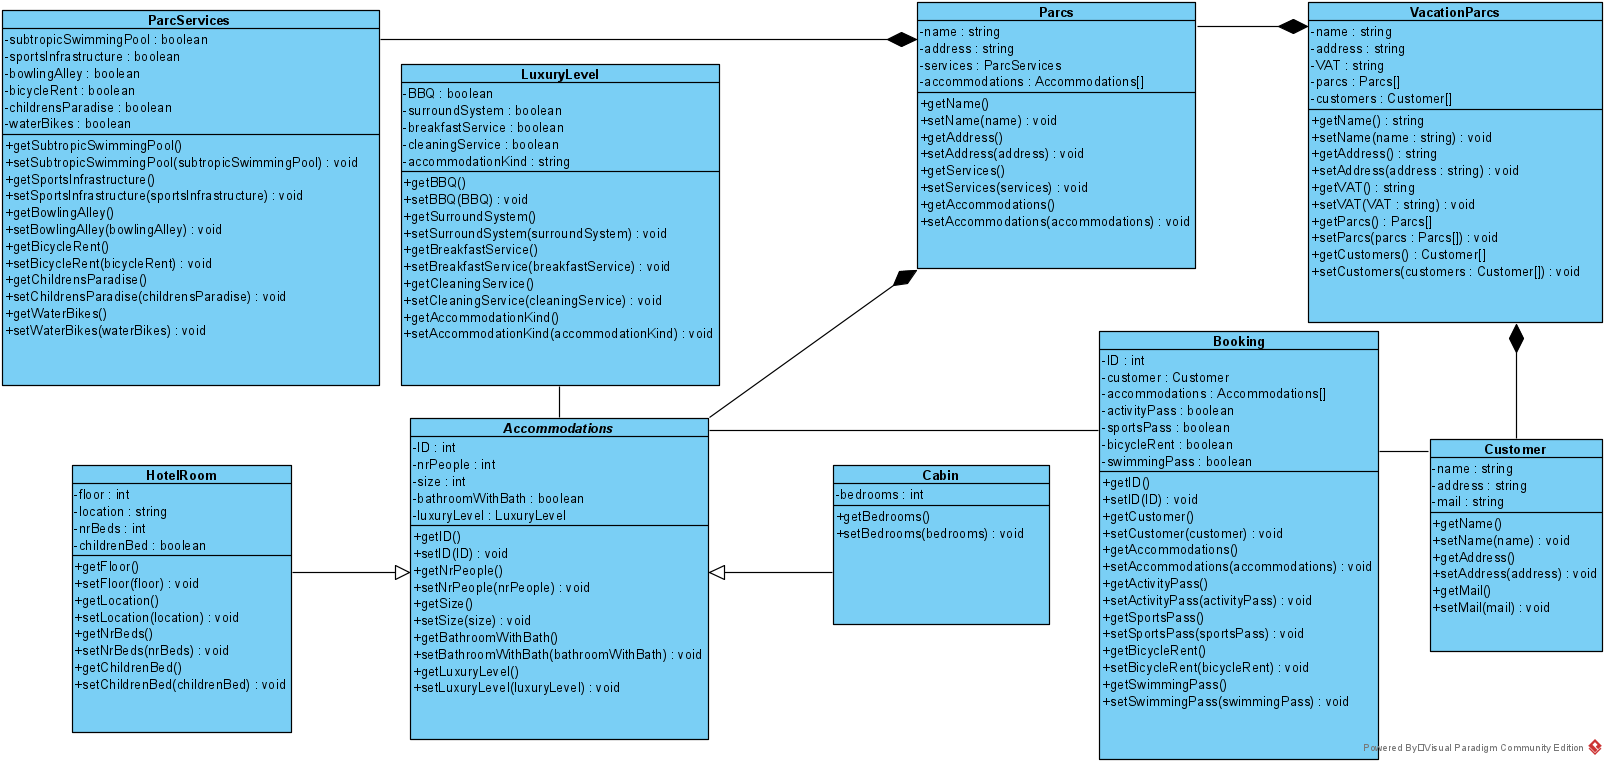 ParcServices
-subtropicSwimmingPool : boolean
-sportsInfrastructure : boolean
-bowlingAlley : boolean
-bicycleRent : boolean
-childrensParadise : boolean
-waterBikes : boolean
+getSubtropicSwimmingPool()
+setSubtropicSwimmingPool(subtropicSwimmingPool) : void
+getSportsInfrastructure()
+setSportsInfrastructure(sportsInfrastructure) : void
+getBowlingAlley()
+setBowlingAlley(bowlingAlley) : void
+getBicycleRent()
+setBicycleRent(bicycleRent) : void
+getChildrensParadise()
+setChildrensParadise(childrensParadise) : void
+getWaterBikes()
+setWaterBikes(waterBikes) : void
LuxuryLevel
-BBQ : boolean
-surroundSystem : boolean
-breakfastService : boolean
-cleaningService : boolean
-accommodationKind : string
+getBBQ()
+setBBQ(BBQ) : void
+getSurroundSystem()
+setSurroundSystem(surroundSystem) : void
+getBreakfastService()
+setBreakfastService(breakfastService) : void
+getCleaningService()
+setCleaningService(cleaningService) : void
+getAccommodationKind()
+setAccommodationKind(accommodationKind) : void
Parcs
-name : string
-address : string
-services : ParcServices
-accommodations : Accommodations[]
+getName()
+setName(name) : void
+getAddress()
+setAddress(address) : void
+getServices()
+setServices(services) : void
+getAccommodations()
+setAccommodations(accommodations) : void
VacationParcs
-name : string
-address : string
-VAT : string
-parcs : Parcs[]
-customers : Customer[]
+getName() : string
+setName(name : string) : void
+getAddress() : string
+setAddress(address : string) : void
+getVAT() : string
+setVAT(VAT : string) : void
+getParcs() : Parcs[]
+setParcs(parcs : Parcs[]) : void
+getCustomers() : Customer[]
+setCustomers(customers : Customer[]) : void
HotelRoom
-floor : int
-location : string
-nrBeds : int
-childrenBed : boolean
+getFloor()
+setFloor(floor) : void
+getLocation()
+setLocation(location) : void
+getNrBeds()
+setNrBeds(nrBeds) : void
+getChildrenBed()
+setChildrenBed(childrenBed) : void
Accommodations
-ID : int
-nrPeople : int
-size : int
-bathroomWithBath : boolean
-luxuryLevel : LuxuryLevel
+getID()
+setID(ID) : void
+getNrPeople()
+setNrPeople(nrPeople) : void
+getSize()
+setSize(size) : void
+getBathroomWithBath()
+setBathroomWithBath(bathroomWithBath) : void
+getLuxuryLevel()
+setLuxuryLevel(luxuryLevel) : void
Cabin
-bedrooms : int
+getBedrooms()
+setBedrooms(bedrooms) : void
Booking
-ID : int
-customer : Customer
-accommodations : Accommodations[]
-activityPass : boolean
-sportsPass : boolean
-bicycleRent : boolean
-swimmingPass : boolean
+getID()
+setID(ID) : void
+getCustomer()
+setCustomer(customer) : void
+getAccommodations()
+setAccommodations(accommodations) : void
+getActivityPass()
+setActivityPass(activityPass) : void
+getSportsPass()
+setSportsPass(sportsPass) : void
+getBicycleRent()
+setBicycleRent(bicycleRent) : void
+getSwimmingPass()
+setSwimmingPass(swimmingPass) : void
Customer
-name : string
-address : string
-mail : string
+getName()
+setName(name) : void
+getAddress()
+setAddress(address) : void
+getMail()
+setMail(mail) : void
Powered By□Visual Paradigm Community Edition